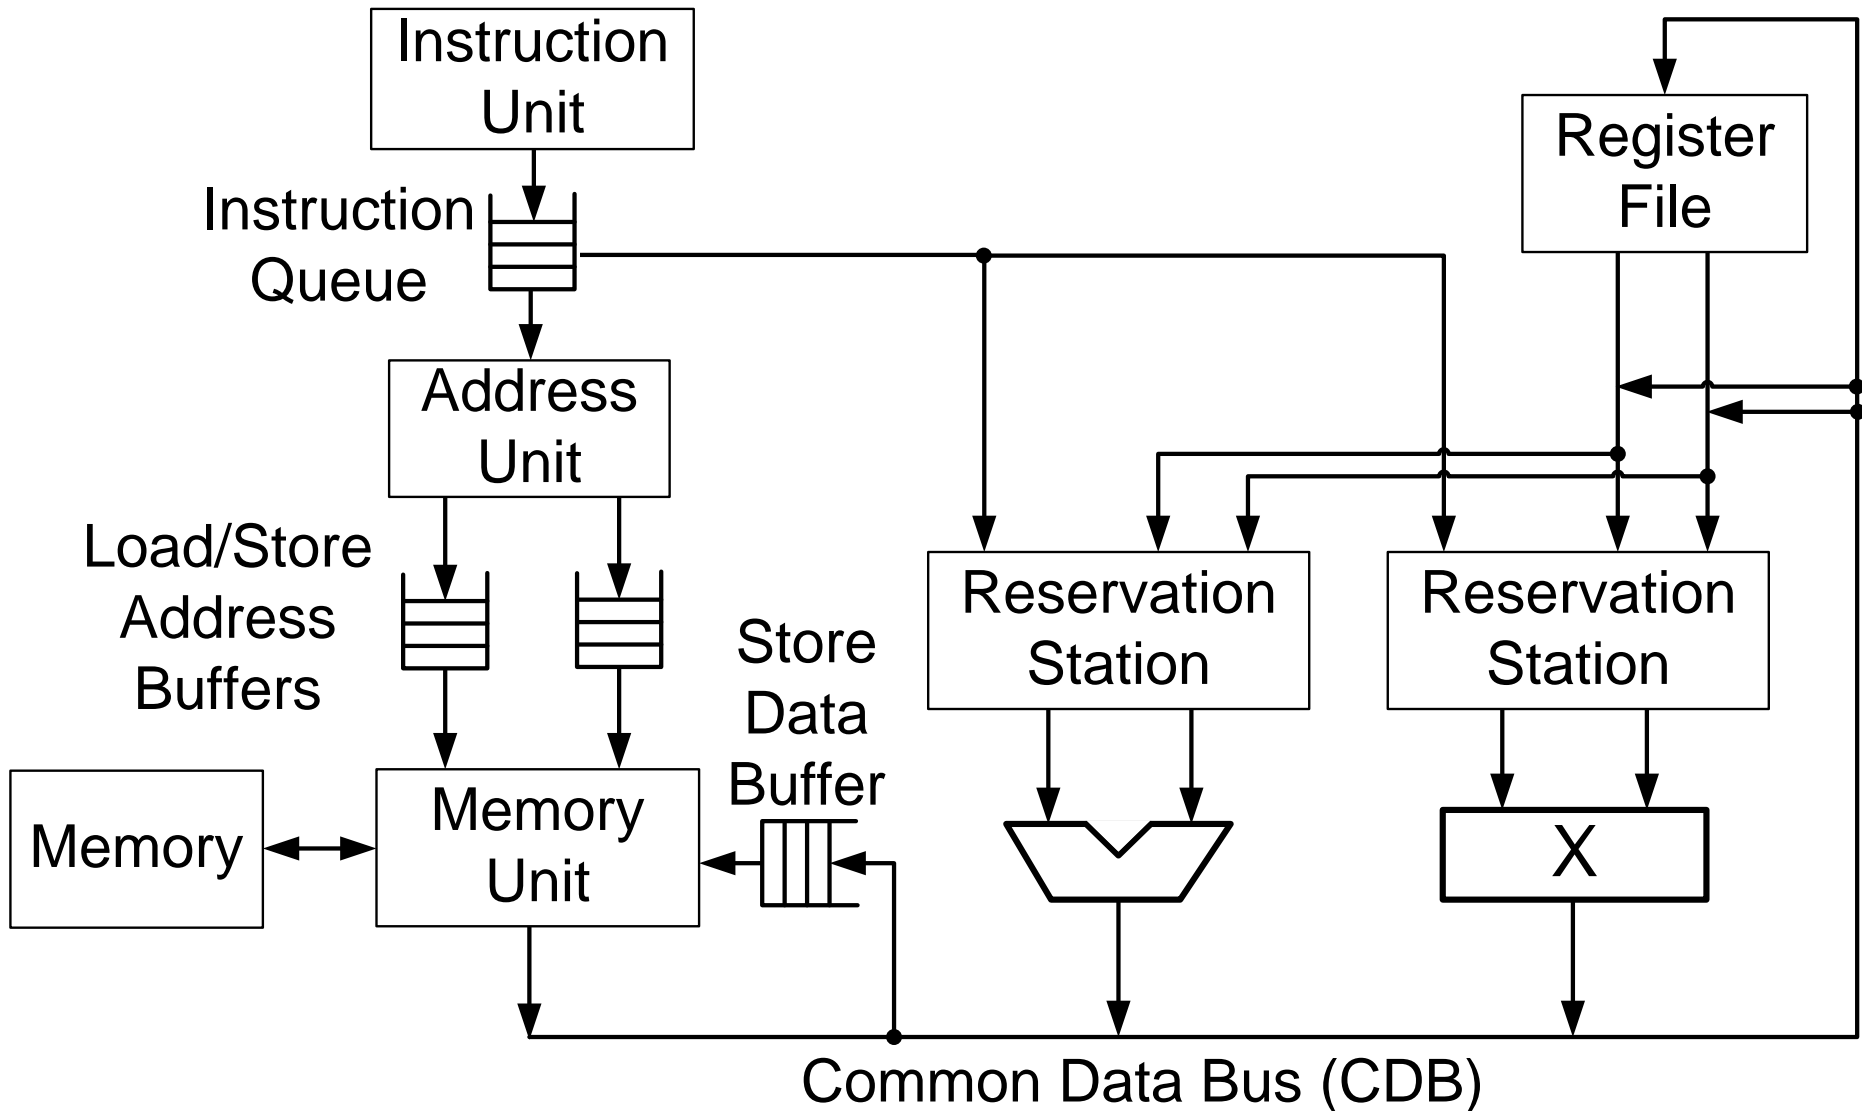 Instruction
Unit
Register
File
Instruction
Queue
Address
Unit
Load/Store
Address
Buffers
Reservation
Station
Reservation
Station
Store
Data
Buffer
Memory
Memory
Unit
X
Common Data Bus (CDB)